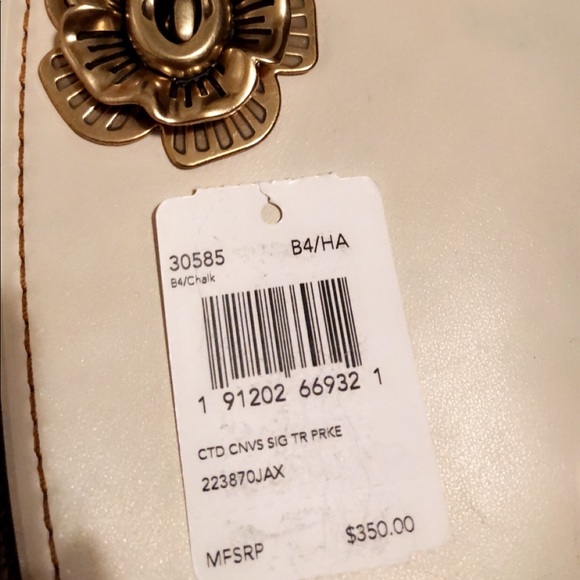 30585 B4/HA
B4/Chalk
1 91202 66932 1
CTD CNVS SIG TR PRKE
223870JAX
MFSRP $350.00